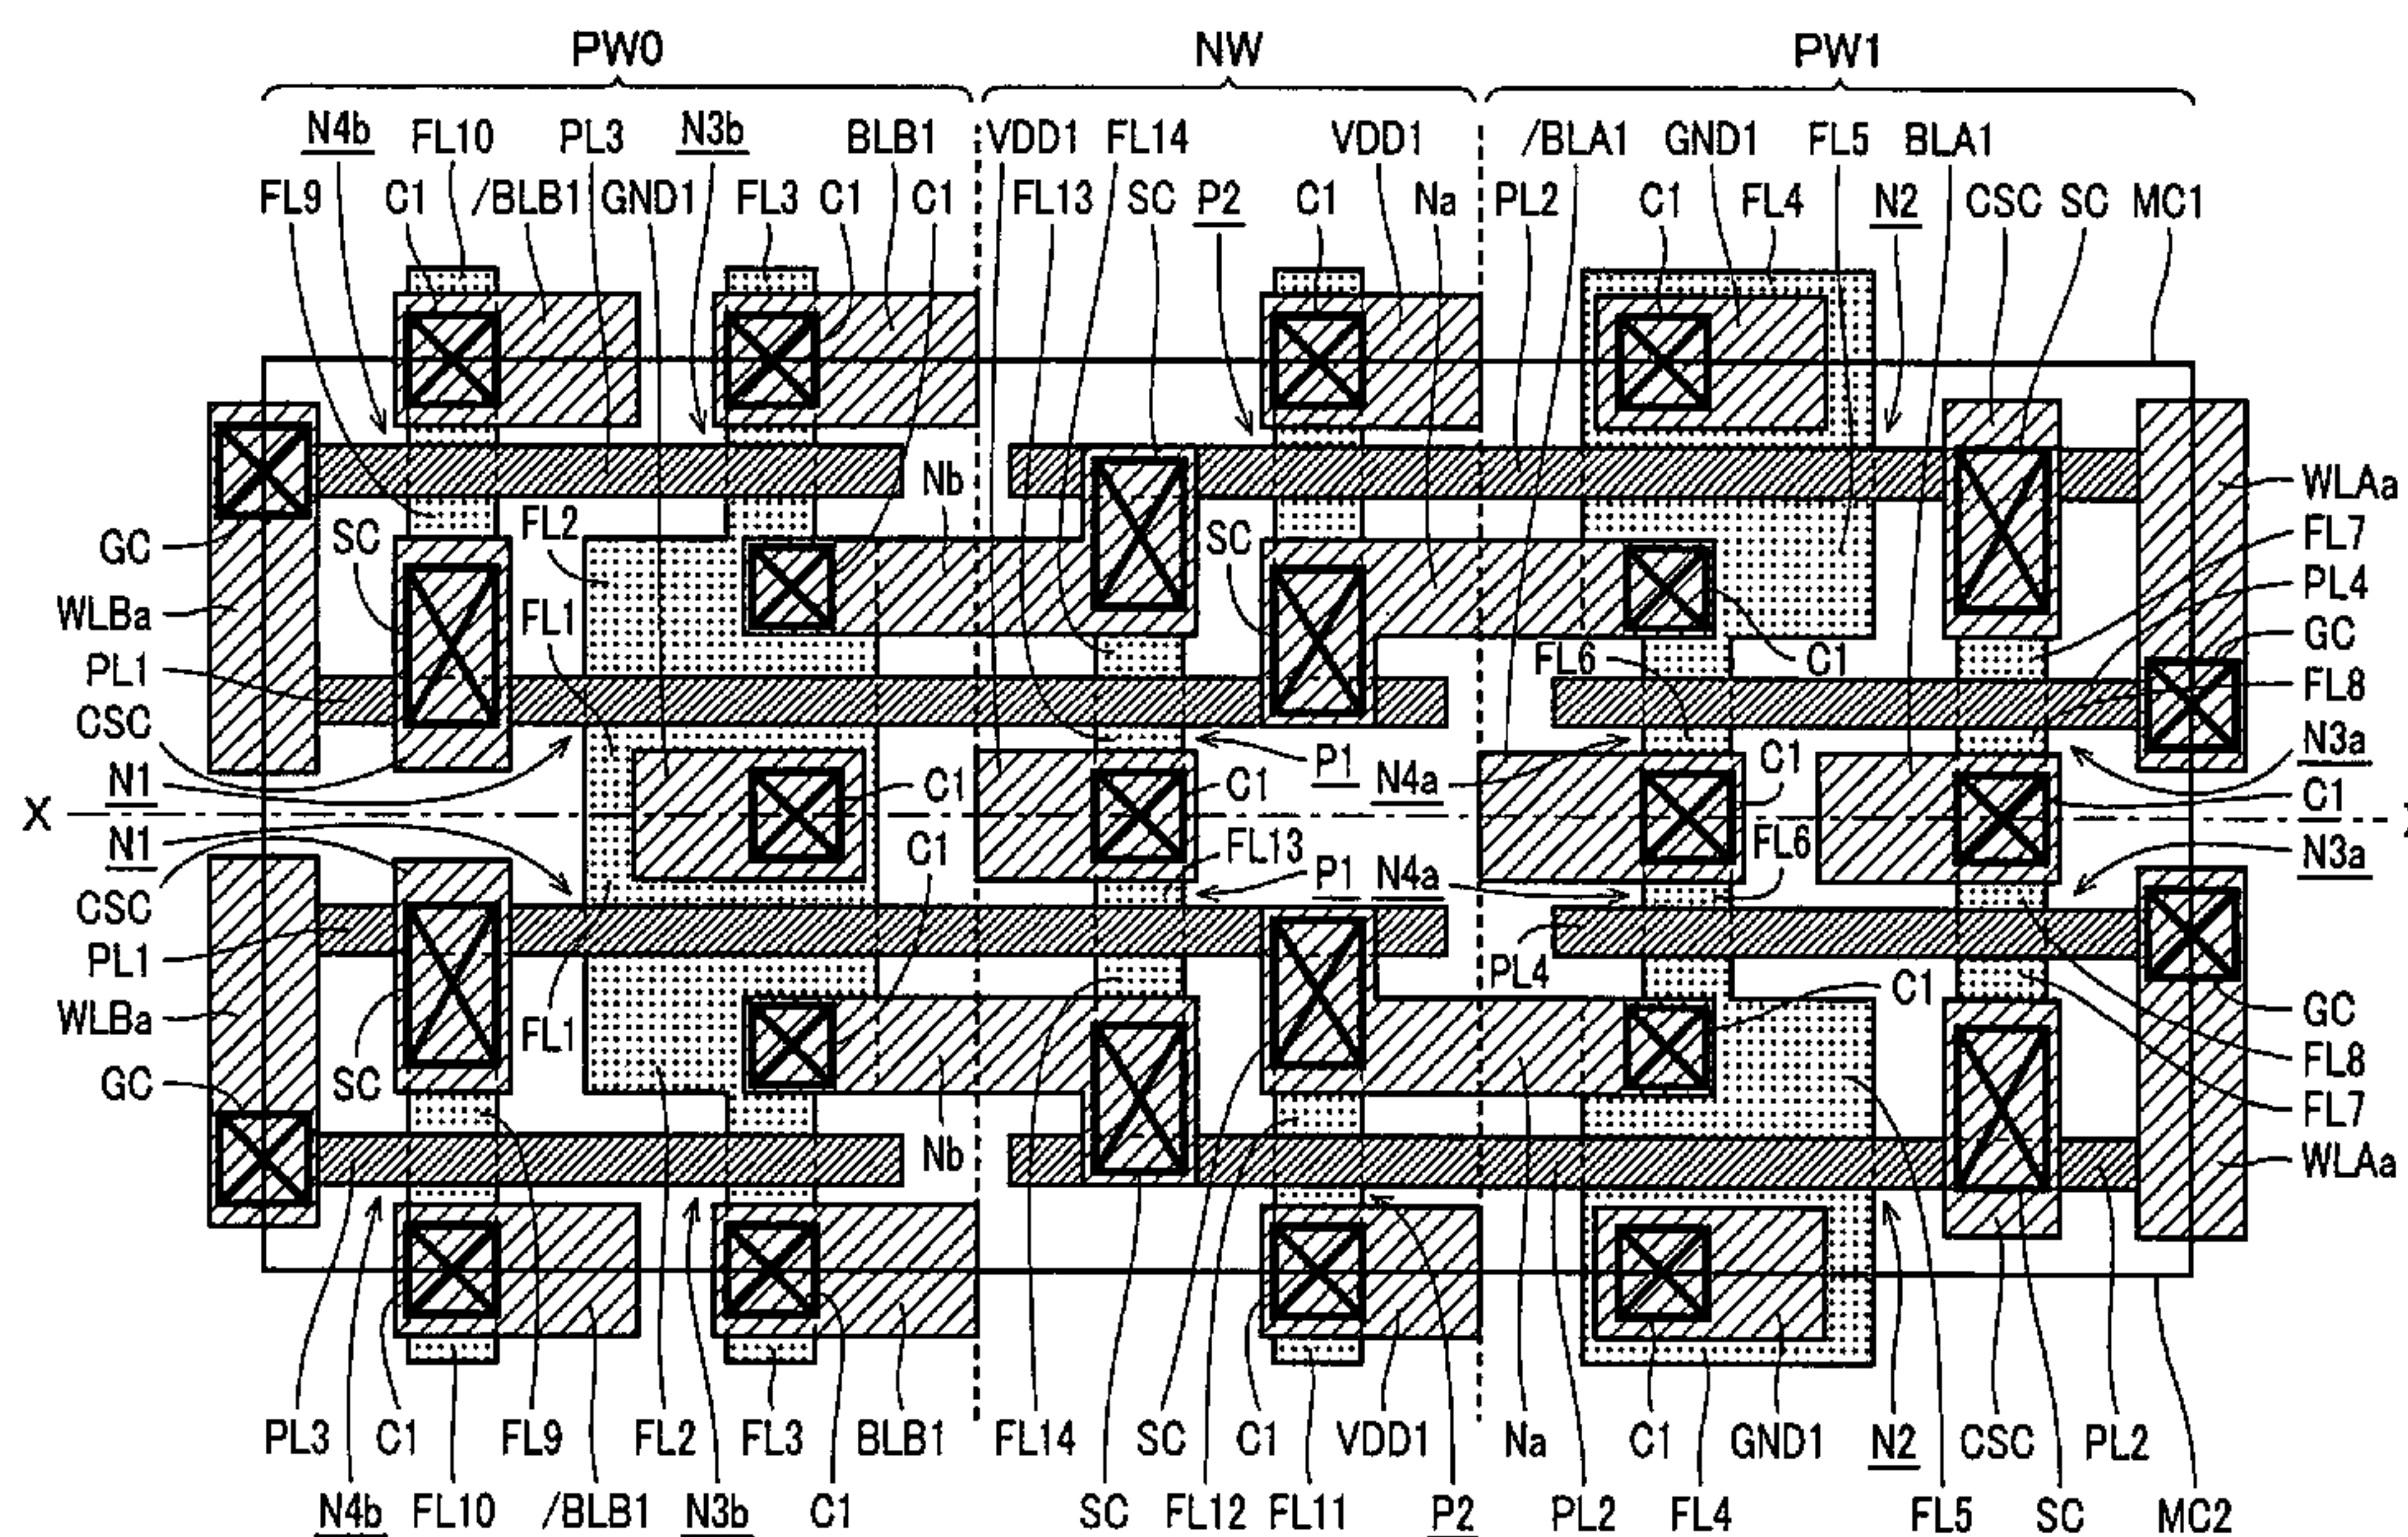 PW0 NW PW1
N4b FL10 PL3 N3b BLB1 VDD1 FL14 VDD1 /BLA1 GND1 FL5 BLA1
FL9 C1 /BLB1 GND1 FL3 C1 C1 FL13 SC P2 C1 Na PL2 C1 FL4 N2 CSC SC MC1
Nb WLAa
GC SC FL2 SC FL7
WLBa FL1 PL4
PL1 FL6 C1 GC
CSC FL8
N1 C1 C1 P1 N4a C1 N3a
X C1
N1 C1 FL13 P1 N4a FL6 N3a
CSC
PL1 PL4
WLBa FL1 C1 GC
GC SC FL8
Nb FL7
WLAa
PL3 C1 FL9 FL2 FL3 BLB1 FL14 SC C1 VDD1 Na C1 GND1 N2 CSC PL2
N4b FL10 /BLB1 N3b C1 SC FL12 FL11 P2 PL2 FL4 FL5 SC MC2